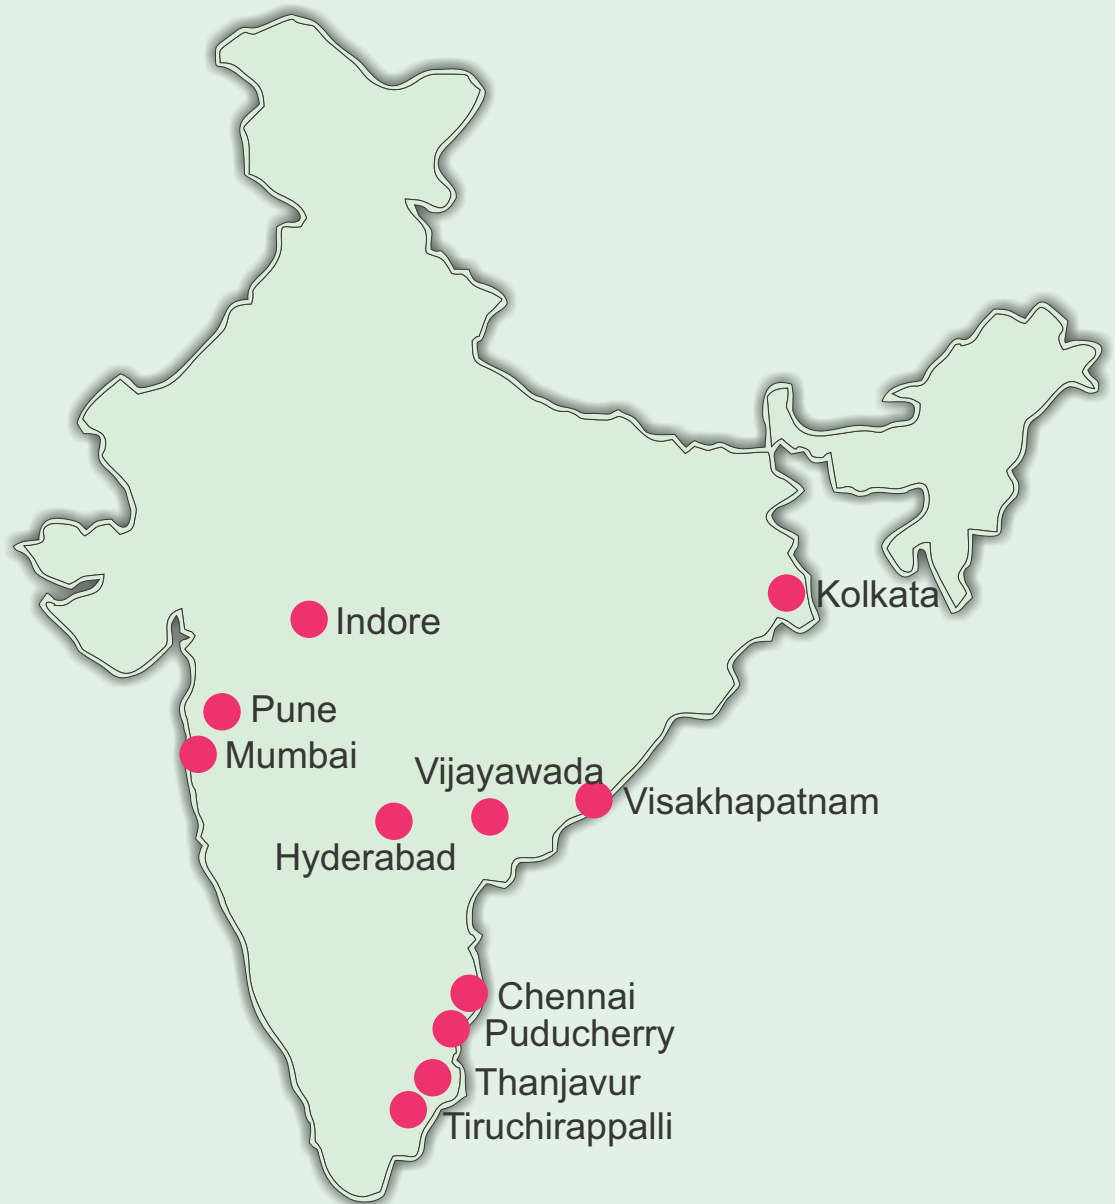 Kolkata
Indore
Pune
Mumbai
Vijayawada
Visakhapatnam
Hyderabad
Chennai
Puducherry
Thanjavur
Tiruchirappalli